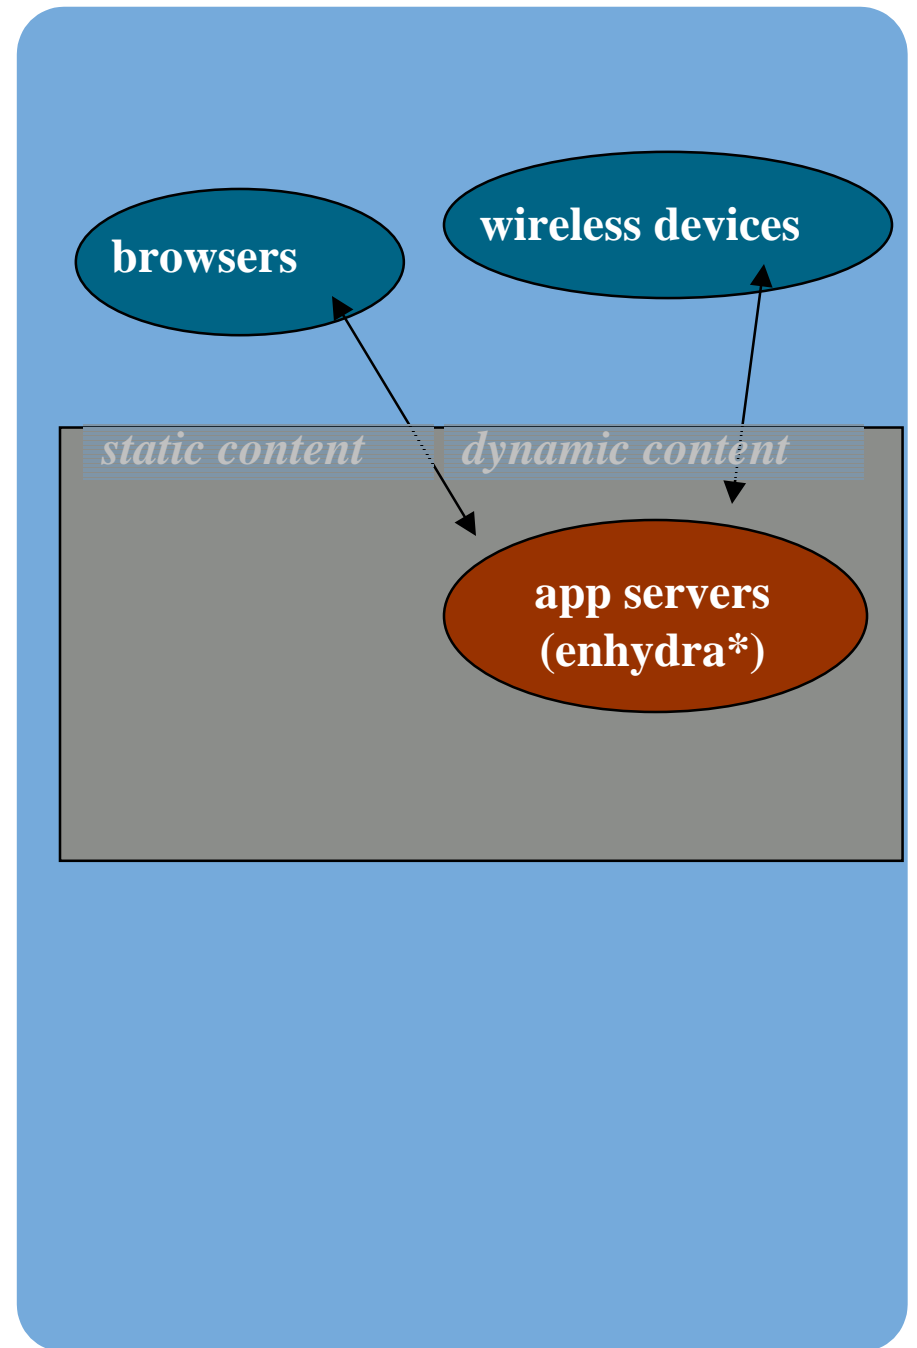 wireless devices
browsers
static content
dynamic content
app servers
(enhydra*)